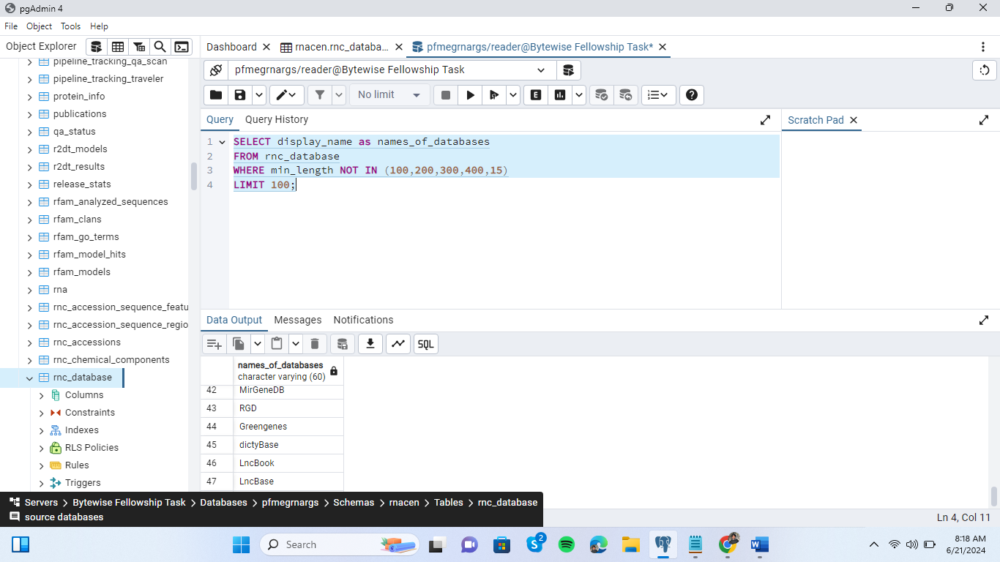 pgAdmin 4
File Object Tools Help
Object Explorer
pipeline_tracking_qa_scan
pipeline_tracking_traveler
protein_info
publications
qa_status
r2dt_models
r2dt_results
release_stats
rfam_analyzed_sequences
rfam_clans
rfam_go_terms
rfam_model_hits
rfam_models
rna
rnc_accession_sequence_featu
rnc_accession_sequence_regio
rnc_accessions
rnc_chemical_components
rnc_database
Columns
Constraints
Indexes
RLS Policies
Rules
Triggers
Dashboard rnacen.rnc_databa... pfmegrnargs/reader@Bytewise Fellowship Task*
pfmegrnargs/reader@Bytewise Fellowship Task
No limit E
Query Query History
Scratch Pad
1 SELECT display_name as names_of_databases
2 FROM rnc_database
3 WHERE min_length NOT IN (100,200,300,400,15)
4 LIMIT 100;
Data Output Messages Notifications
SQL
names_of_databases
character varying (60)
42 MirGeneDB
43 RGD
44 Greengenes
45 dictyBase
46 LncBook
47 LncBase
Servers > Bytewise Fellowship Task > Databases > pfmegrnargs > Schemas > rnacen > Tables > rnc_database
source databases
Ln 4, Col 11
Search
2
8:18 AM
6/21/2024